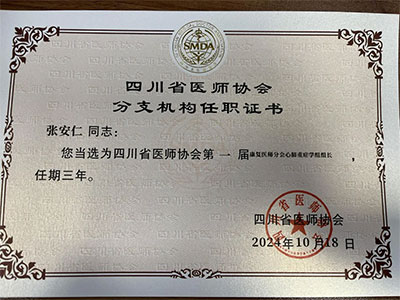 SMDA
四川省医师协会
分支机构任职证书
张安仁 同志：
您当选为四川省医师协会第 一 届康复医师分会心肺重症学组组长，
任期三年。
四川省医师协会
2024年10月18日